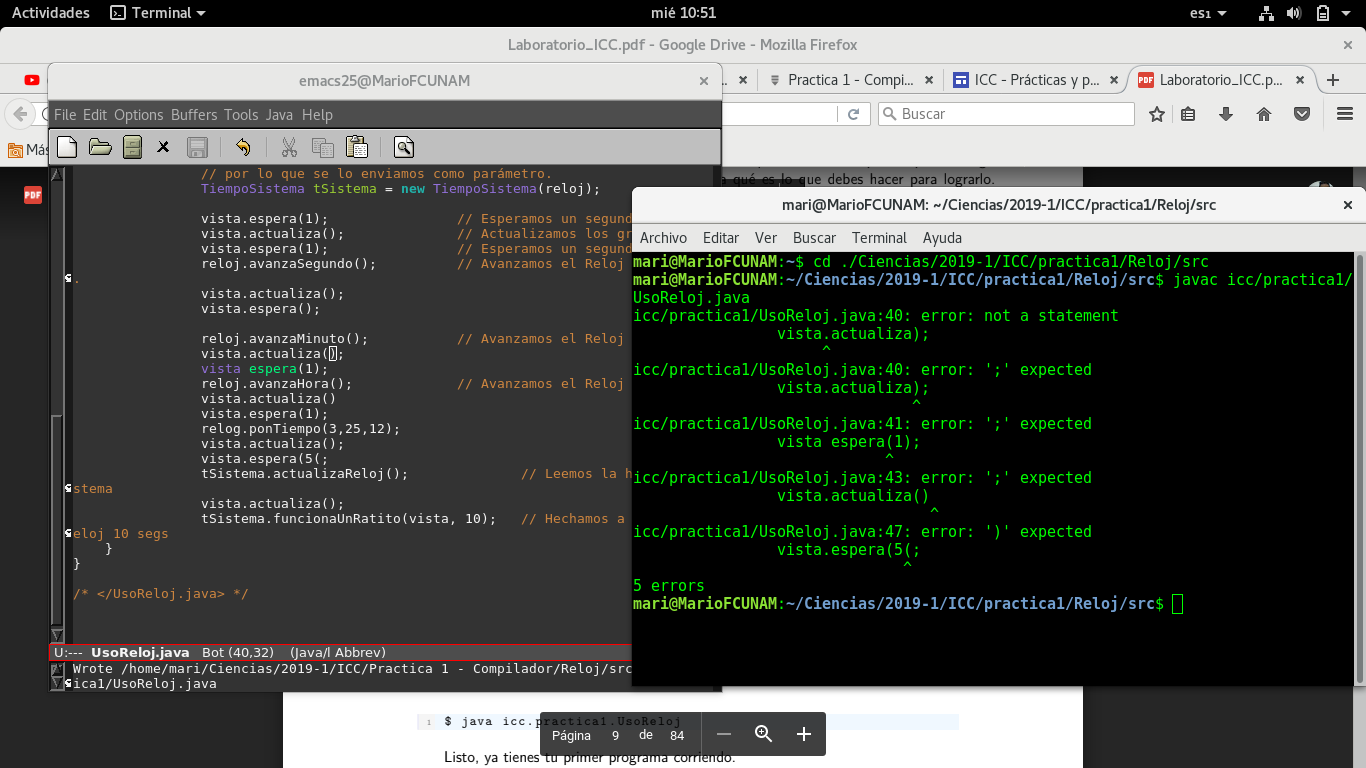 Actividades
Terminal
mié 10:51
es₁
Laboratorio_ICC.pdf - Google Drive - Mozilla Firefox
Practica 1 - Compi...
ICC - Prácticas y p...
Laboratorio_ICC.p...
Buscar
Más
emacs25@MarioFCUNAM
File Edit Options Buffers Tools Java Help
// por lo que se lo enviamos como parámetro.
TiempoSistema tSistema = new TiempoSistema(reloj);
vista.espera(1); // Esperamos un segund
vista.actualiza(); // Actualizamos los gr
vista.espera(1); // Esperamos un segund
reloj.avanzaSegundo(); // Avanzamos el Reloj
.
vista.actualiza();
vista.espera();
reloj.avanzaMinuto(); // Avanzamos el Reloj
vista.actualiza();
vista espera(1);
reloj.avanzaHora(); // Avanzamos el Reloj
vista.actualiza()
vista.espera(1);
relog.ponTiempo(3,25,12);
vista.actualiza();
vista.espera(5(;
tSistema.actualizaReloj(); // Leemos la h
stema
vista.actualiza();
tSistema.funcionaUnRatito(vista, 10); // Hechamos a
eloj 10 segs
}
}
/* </UsoReloj.java> */
U:--- UsoReloj.java Bot (40,32) (Java/l Abbrev)
Wrote /home/mari/Ciencias/2019-1/ICC/Practica 1 - Compilador/Reloj/src
ica1/UsoReloj.java
a qué es lo que debes hacer para lograrlo.
mari@MarioFCUNAM: ~/Ciencias/2019-1/ICC/practica1/Reloj/src
Archivo Editar Ver Buscar Terminal Ayuda
mari@MarioFCUNAM:~$ cd ./Ciencias/2019-1/ICC/practica1/Reloj/src
mari@MarioFCUNAM:~/Ciencias/2019-1/ICC/practica1/Reloj/src$ javac icc/practica1/
UsoReloj.java
icc/practica1/UsoReloj.java:40: error: not a statement
vista.actualiza);
^
icc/practica1/UsoReloj.java:40: error: ';' expected
vista.actualiza);
^
icc/practica1/UsoReloj.java:41: error: ';' expected
vista espera(1);
^
icc/practica1/UsoReloj.java:43: error: ';' expected
vista.actualiza()
^
icc/practica1/UsoReloj.java:47: error: ')' expected
vista.espera(5(;
^
5 errors
mari@MarioFCUNAM:~/Ciencias/2019-1/ICC/practica1/Reloj/src$
1 $ java icc.practica1.UsoReloj
Página 9 de 84
Listo, ya tienes tu primer programa corriendo.